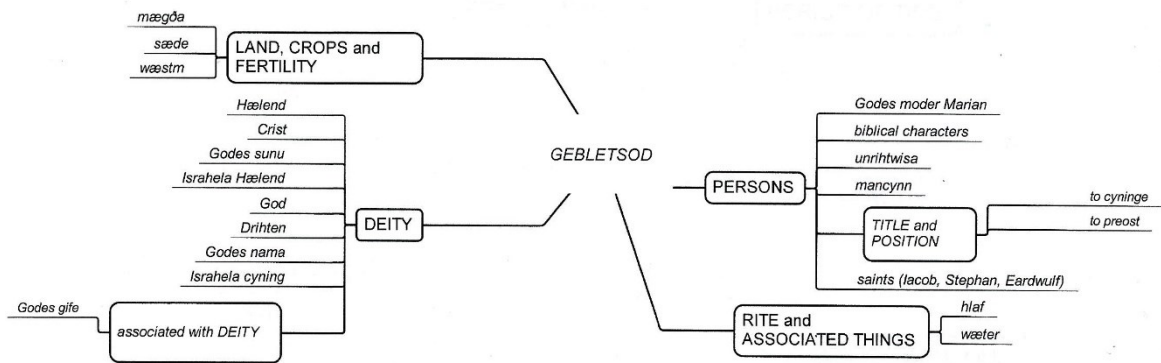 mægða
sæde
wæstm
LAND, CROPS and
FERTILITY
Hælend
Crist
Godes sunu
Israhela Hælend
God
Drihten
Godes nama
Israhela cyning
Godes gife
associated with DEITY
DEITY
GEBLETSOD
PERSONS
Godes moder Marian
biblical characters
unrihtwisa
mancynn
TITLE and
POSITION
to cyninge
to preost
saints (Iacob, Stephan, Eardwulf)
RITE and
ASSOCIATED THINGS
hlaf
wæter